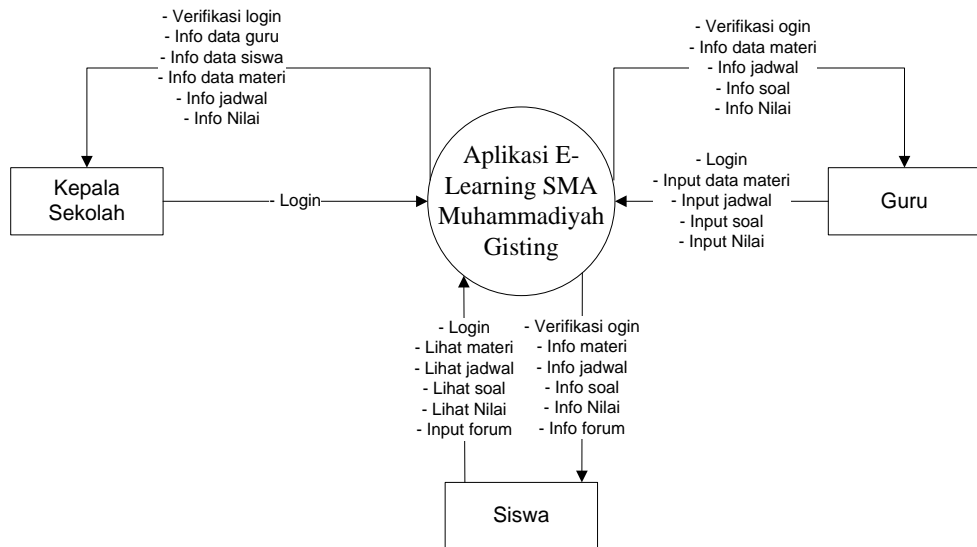 - Verifikasi login
- Info data guru
- Info data siswa
- Info data materi
- Info jadwal
- Info Nilai
- Verifikasi ogin
- Info data materi
- Info jadwal
- Info soal
- Info Nilai
Kepala
Sekolah
- Login
Aplikasi E-
Learning SMA
Muhammadiyah
Gisting
- Login
- Input data materi
- Input jadwal
- Input soal
- Input Nilai
Guru
- Login
- Lihat materi
- Lihat jadwal
- Lihat soal
- Lihat Nilai
- Input forum
- Verifikasi ogin
- Info materi
- Info jadwal
- Info soal
- Info Nilai
- Info forum
Siswa